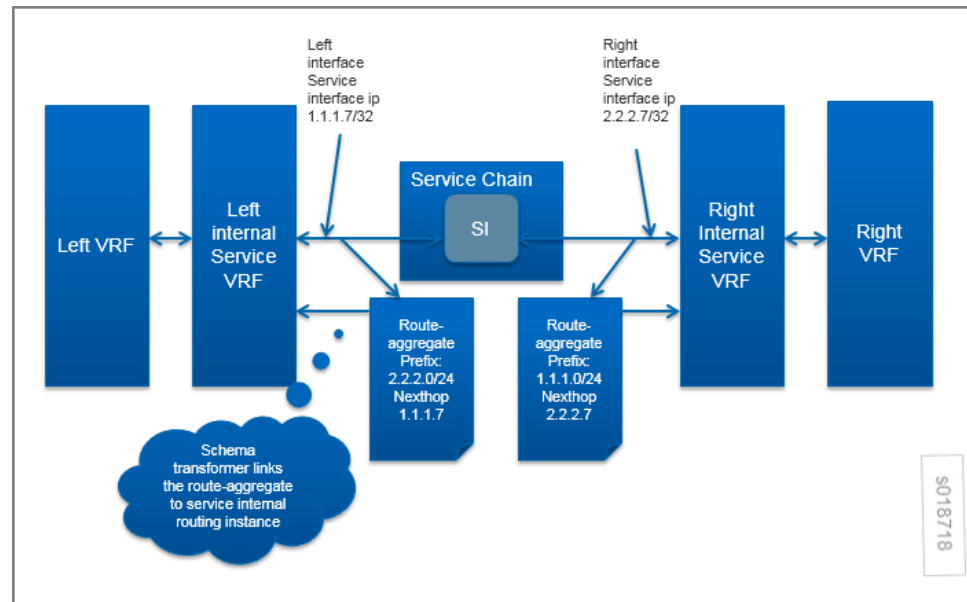 Left
interface
Service
interface ip
1.1.1.7/32
Right
interface
Service
interface ip
2.2.2.7/32
Left VRF
Left
internal
Service
VRF
Service Chain
SI
Right
Internal
Service
VRF
Right
VRF
Route-
aggregate
Prefix:
2.2.2.0/24
Nexthop
1.1.1.7
Route-
aggregate
Prefix:
1.1.1.0/24
Nexthop
2.2.2.7
Schema
transformer links
the route-aggregate
to service internal
routing instance
s018718